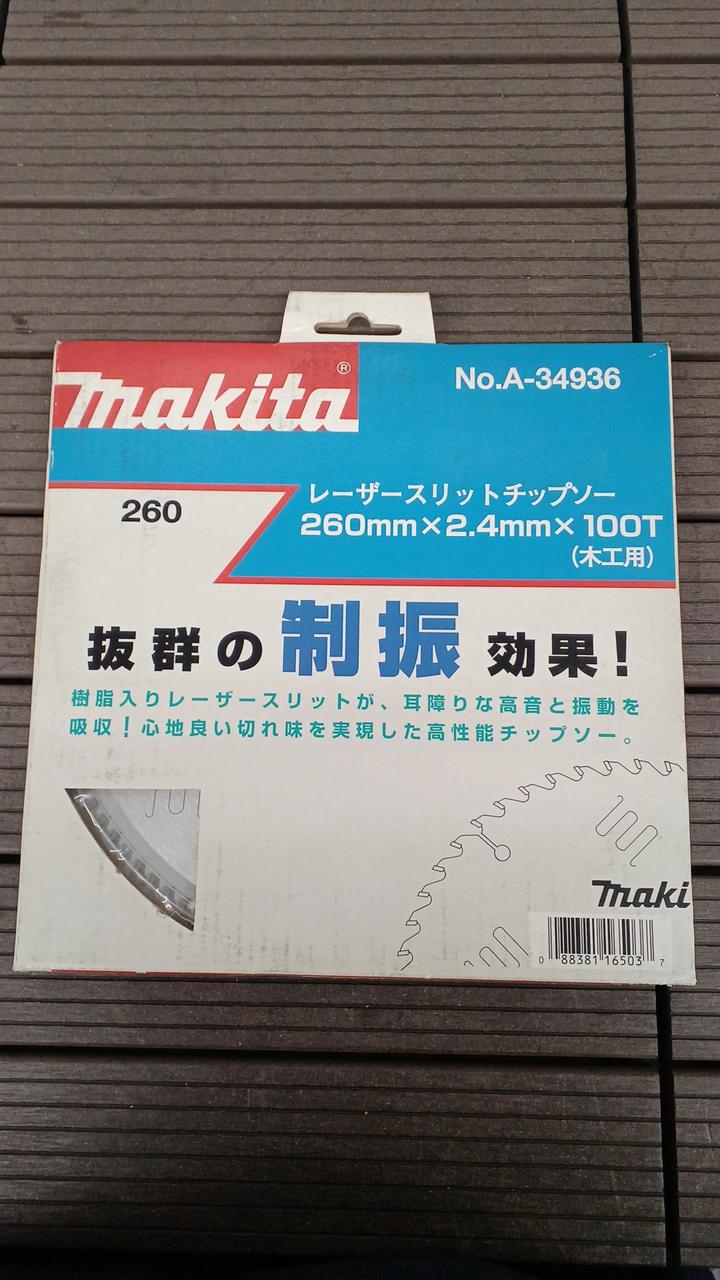 makita®
No.A-34936
260
レーザースリットチップソー
260mm×2.4mm×100T
（木工用）
抜群の制振効果！
樹脂入りレーザースリットが、耳障りな高音と振動を
吸収！心地良い切れ味を実現した高性能チップソー。
maki
0 88381 16503 7